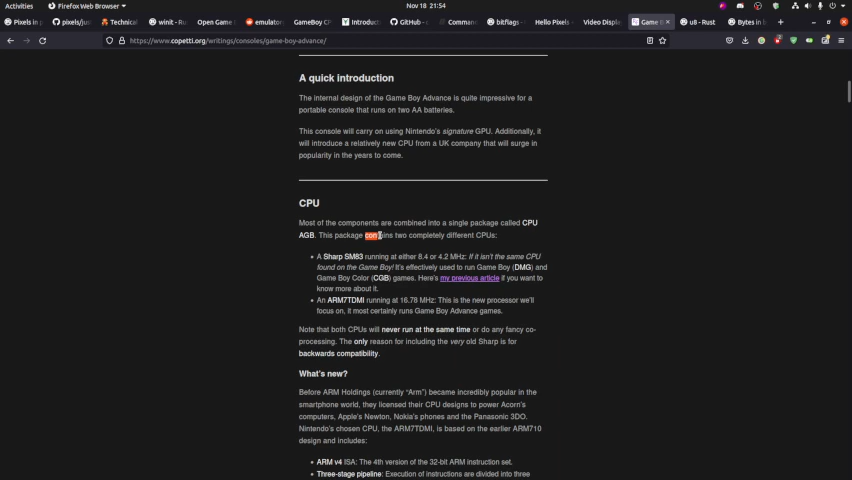 Activities
Firefox Web Browser
Nov 18 21:54
Pixels in p
pixels/jus
Technical
winit - Ru
Open Game
emulator
GameBoy C
Introduct
GitHub - c
Comman
bitflags -
Hello Pixels
Video Displa
Game B
u8 - Rust
Bytes in b
https://www.copetti.org/writings/consoles/game-boy-advance/
A quick introduction
The internal design of the Game Boy Advance is quite impressive for a
portable console that runs on two AA batteries.
This console will carry on using Nintendo's signature GPU. Additionally, it
will introduce a relatively new CPU from a UK company that will surge in
popularity in the years to come.
CPU
Most of the components are combined into a single package called CPU
AGB. This package contains two completely different CPUs:
• A Sharp SM83 running at either 8.4 or 4.2 MHz: If it isn't the same CPU
found on the Game Boy! It's effectively used to run Game Boy (DMG) and
Game Boy Color (CGB) games. Here's my previous article if you want to
know more about it.
• An ARM7TDMI running at 16.78 MHz: This is the new processor we'll
focus on, it most certainly runs Game Boy Advance games.
Note that both CPUs will never run at the same time or do any fancy co-
processing. The only reason for including the very old Sharp is for
backwards compatibility.
What's new?
Before ARM Holdings (currently “Arm”) became incredibly popular in the
smartphone world, they licensed their CPU designs to power Acorn's
computers, Apple's Newton, Nokia's phones and the Panasonic 3DO.
Nintendo's chosen CPU, the ARM7TDMI, is based on the earlier ARM710
design and includes:
• ARM v4 ISA: The 4th version of the 32-bit ARM instruction set.
• Three-stage pipeline: Execution of instructions are divided into three